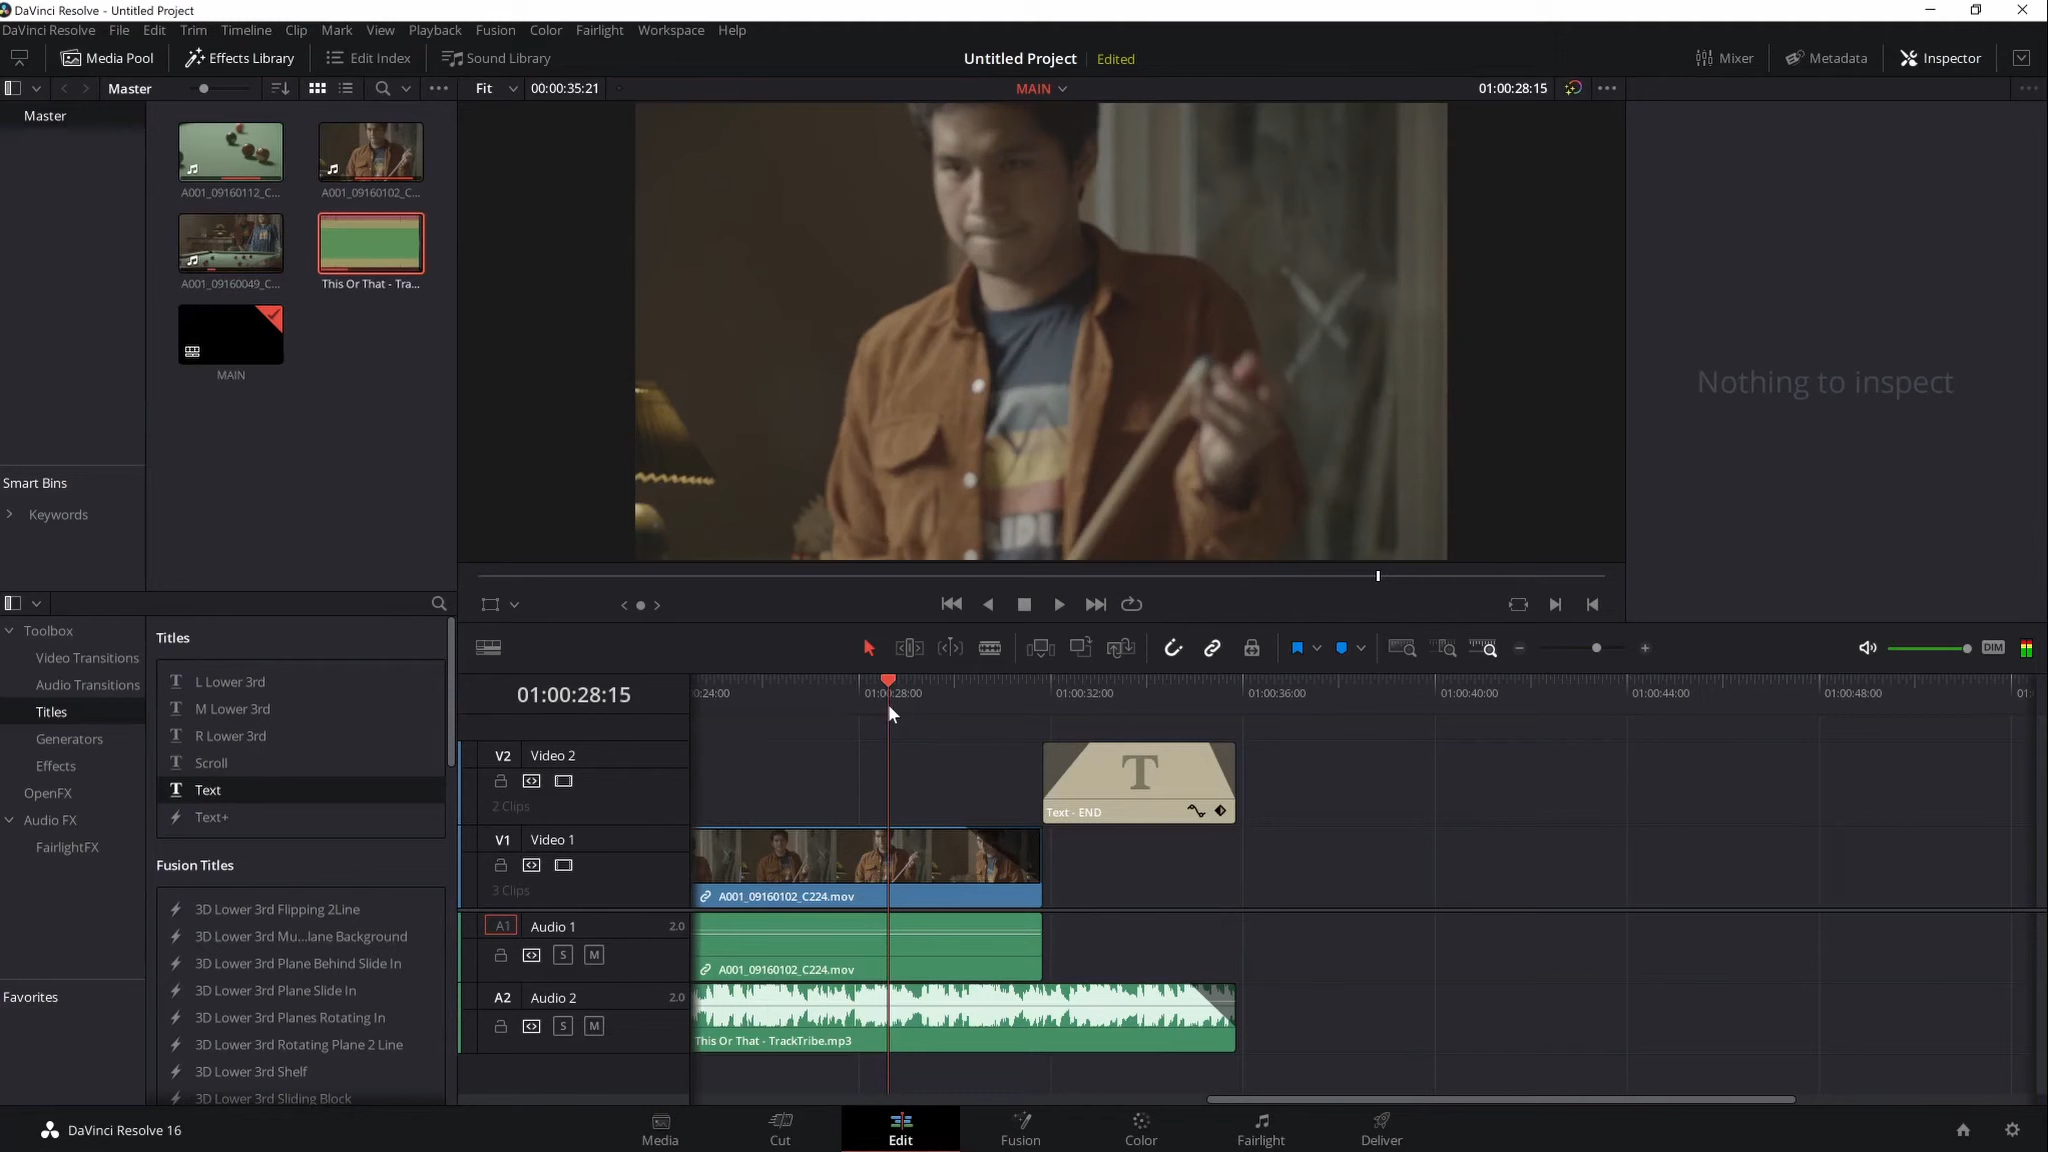 DaVinci Resolve - Untitled Project
DaVinci Resolve File Edit Trim Timeline Clip Mark View Playback Fusion Color Fairlight Workspace Help
Media Pool Effects Library Edit Index Sound Library Untitled Project Edited Mixer Metadata Inspector
Master Fit 00:00:35:21 MAIN 01:00:28:15
Master
A001_09160112_C... A001_09160102_C...
A001_09160049_C... This Or That - Tra...
MAIN
Nothing to inspect
Smart Bins
Keywords
Toolbox
Video Transitions
Audio Transitions
Titles
Generators
Effects
OpenFX
Audio FX
FairlightFX
Favorites
Titles
L Lower 3rd
M Lower 3rd
R Lower 3rd
Scroll
Text
Text+
Fusion Titles
3D Lower 3rd Flipping 2Line
3D Lower 3rd Mu...lane Background
3D Lower 3rd Plane Behind Slide In
3D Lower 3rd Plane Slide In
3D Lower 3rd Planes Rotating In
3D Lower 3rd Rotating Plane 2 Line
3D Lower 3rd Shelf
3D Lower 3rd Sliding Block
DIM
01:00:28:15 :24:00 01:00:28:00 01:00:32:00 01:00:36:00 01:00:40:00 01:00:44:00 01:00:48:00
V2 Video 2
2 Clips
T
Text - END
V1 Video 1
3 Clips
A001_09160102_C224.mov
A1 Audio 1 2.0
S M
A001_09160102_C224.mov
A2 Audio 2 2.0
S M
This Or That - TrackTribe.mp3
DaVinci Resolve 16 Media Cut Edit Fusion Color Fairlight Deliver